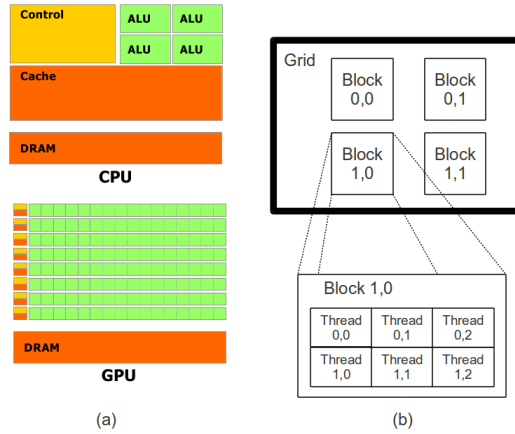 Control
ALU
ALU
ALU
ALU
Cache
DRAM
CPU
DRAM
GPU
(a)
Grid
Block
0,0
Block
0,1
Block
1,0
Block
1,1
Block 1,0
Thread
0,0
Thread
0,1
Thread
0,2
Thread
1,0
Thread
1,1
Thread
1,2
(b)